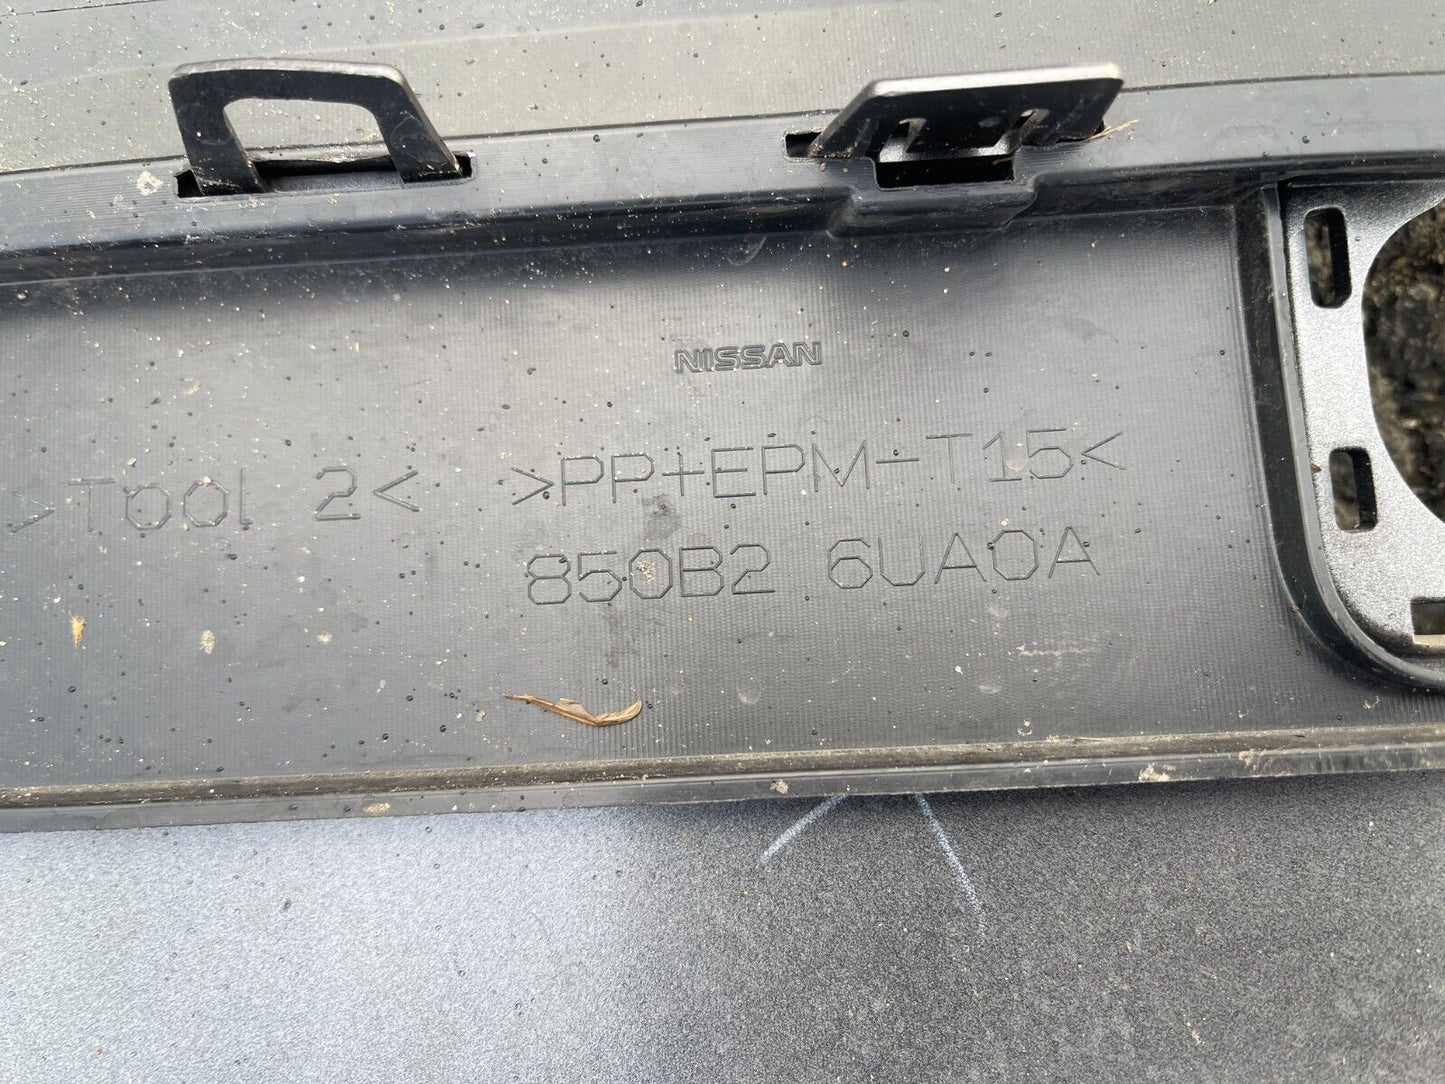 NISSAN
>Tool 2< >PP+EPM-T15<
850B2 6UA0A